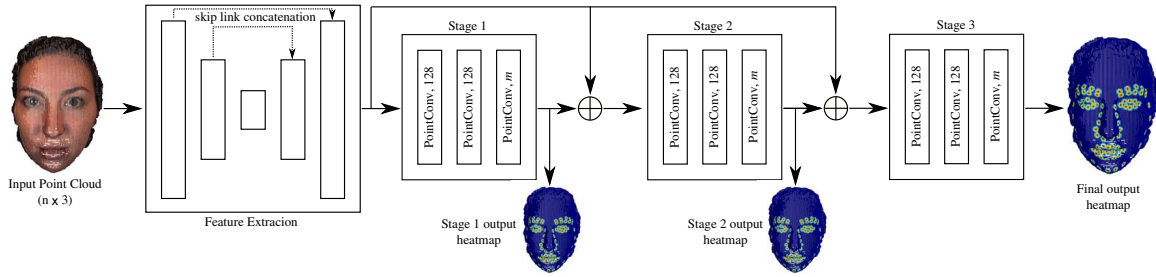 skip link concatenation
Input Point Cloud
(n x 3)
Feature Extracion
Stage 1
PointConv, 128
PointConv, 128
PointConv, m
Stage 1 output
heatmap
Stage 2
PointConv, 128
PointConv, 128
PointConv, m
Stage 2 output
heatmap
Stage 3
PointConv, 128
PointConv, 128
PointConv, m
Final output
heatmap